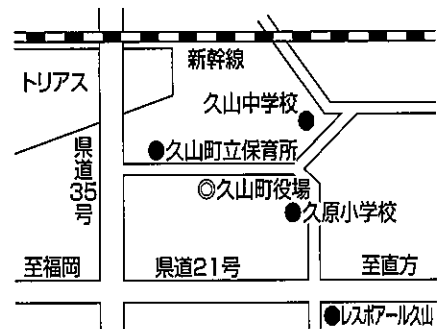 新幹線
トリアス
久山中学校
久山町立保育所
県道35号
◎久山町役場
久原小学校
至福岡
県道21号
至直方
レスポアール久山